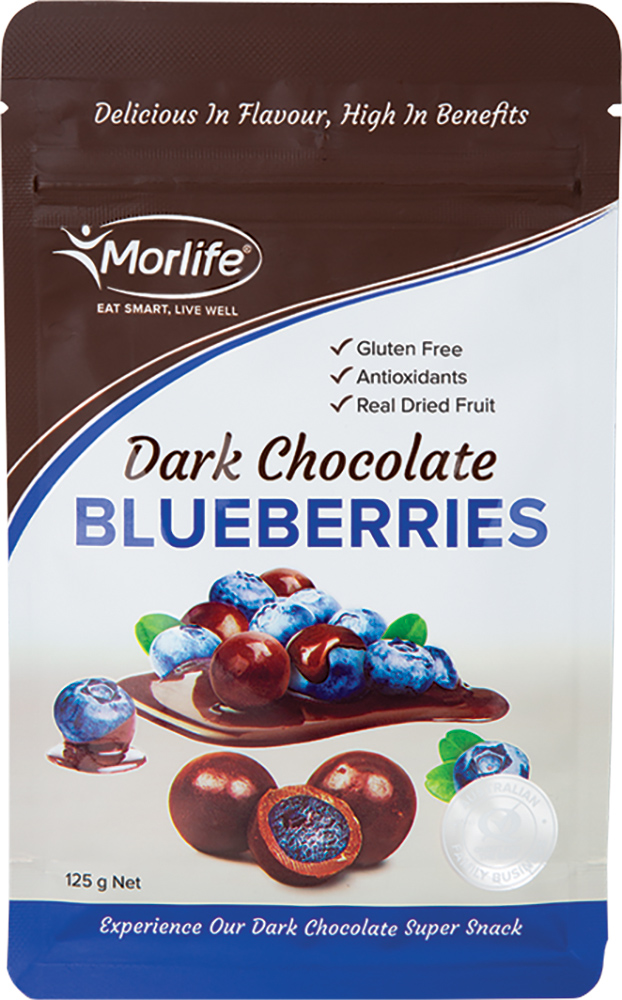 Delicious In Flavour, High In Benefits
Morlife®
EAT SMART, LIVE WELL
✓ Gluten Free
✓ Antioxidants
✓ Real Dried Fruit
Dark Chocolate
BLUEBERRIES
AUSTRALIAN
FAMILY
125 g Net
Experience Our Dark Chocolate Super Snack